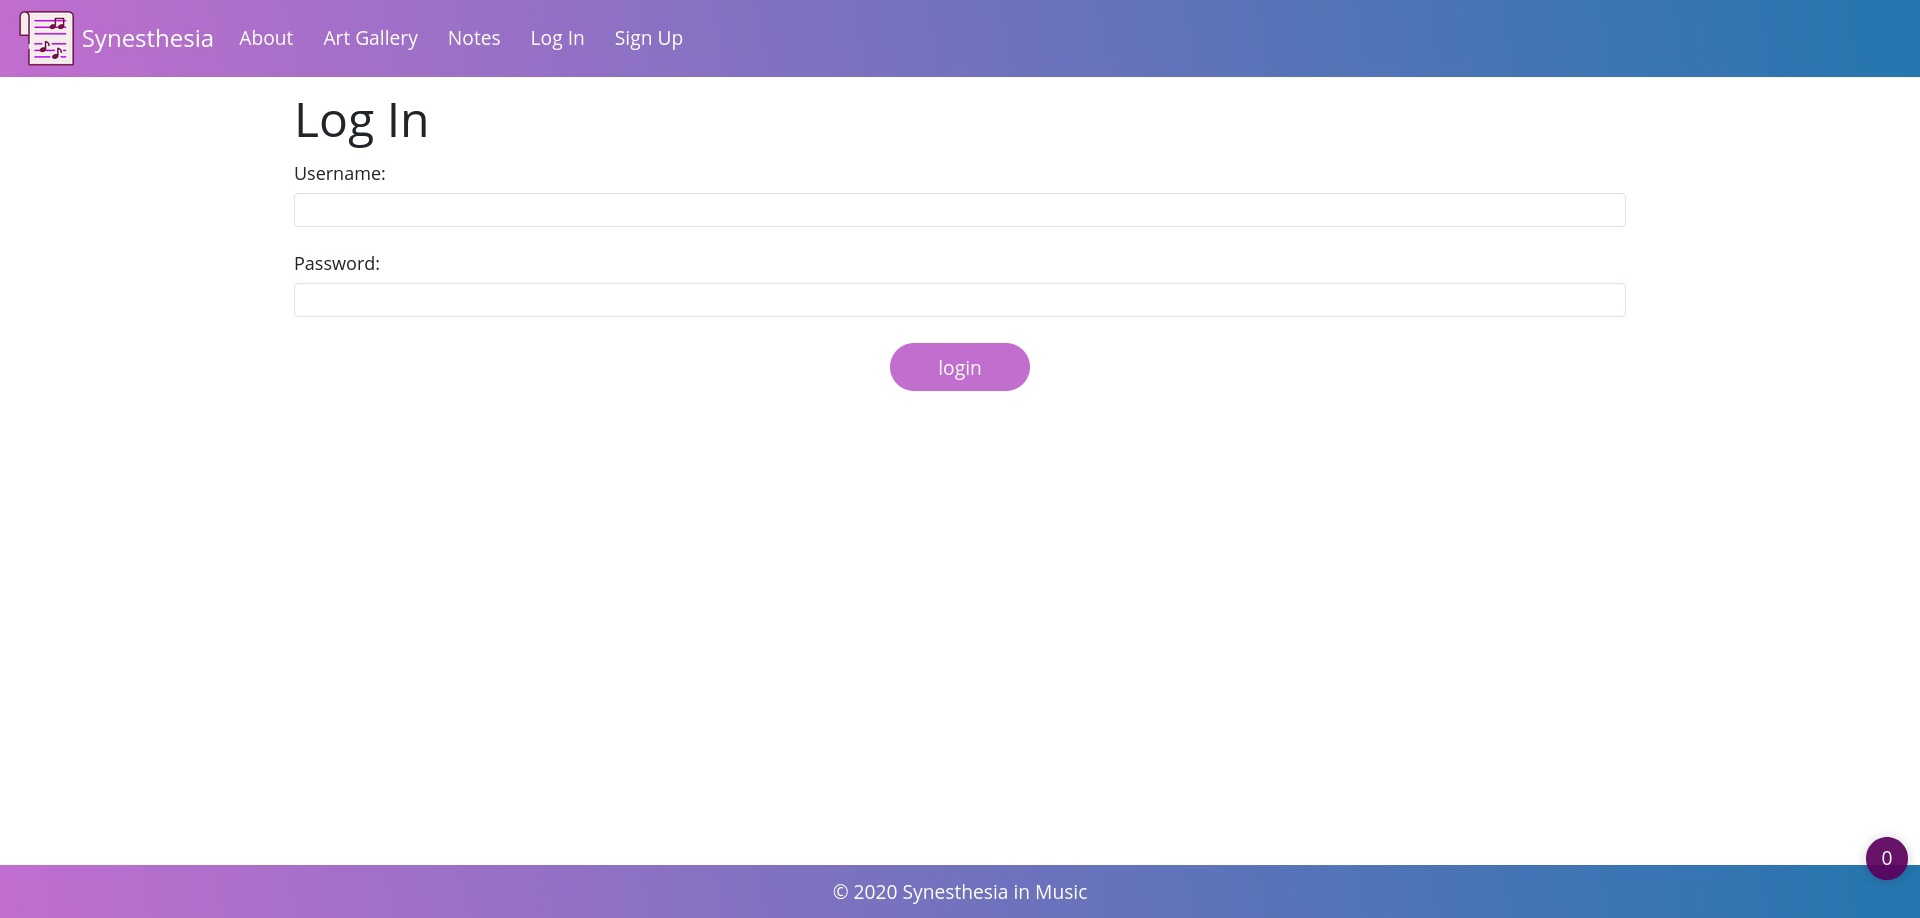 Synesthesia About Art Gallery Notes Log In Sign Up
Log In
Username:
Password:
login
0
© 2020 Synesthesia in Music